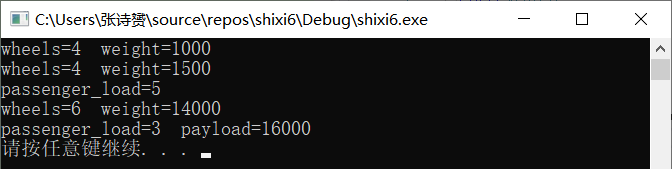 C:\Users\张诗赟\source\repos\shixi6\Debug\shixi6.exe
wheels=4  weight=1000
wheels=4  weight=1500
passenger_load=5
wheels=6  weight=14000
passenger_load=3  payload=16000
请按任意键继续. . .